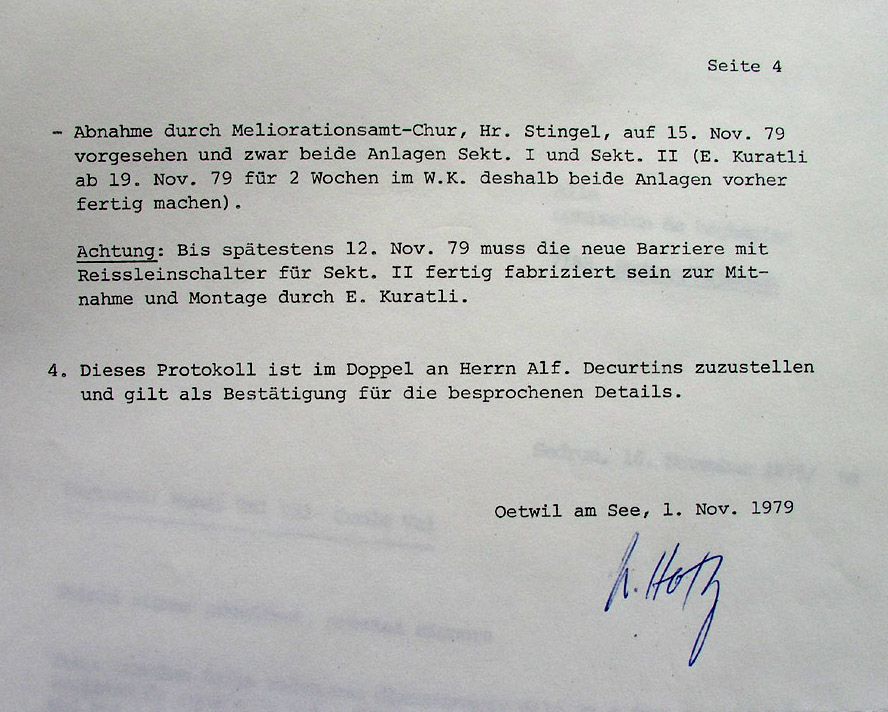 Seite 4
- Abnahme durch Meliorationsamt-Chur, Hr. Stingel, auf 15. Nov. 79
vorgesehen und zwar beide Anlagen Sekt. I und Sekt. II (E. Kuratli
ab 19. Nov. 79 für 2 Wochen im W.K. deshalb beide Anlagen vorher
fertig machen).
Achtung: Bis spätestens 12. Nov. 79 muss die neue Barriere mit
Reissleinschalter für Sekt. II fertig fabriziert sein zur Mit-
nahme und Montage durch E. Kuratli.
4. Dieses Protokoll ist im Doppel an Herrn Alf. Decurtins zuzustellen
und gilt als Bestätigung für die besprochenen Details.
Oetwil am See, 1. Nov. 1979